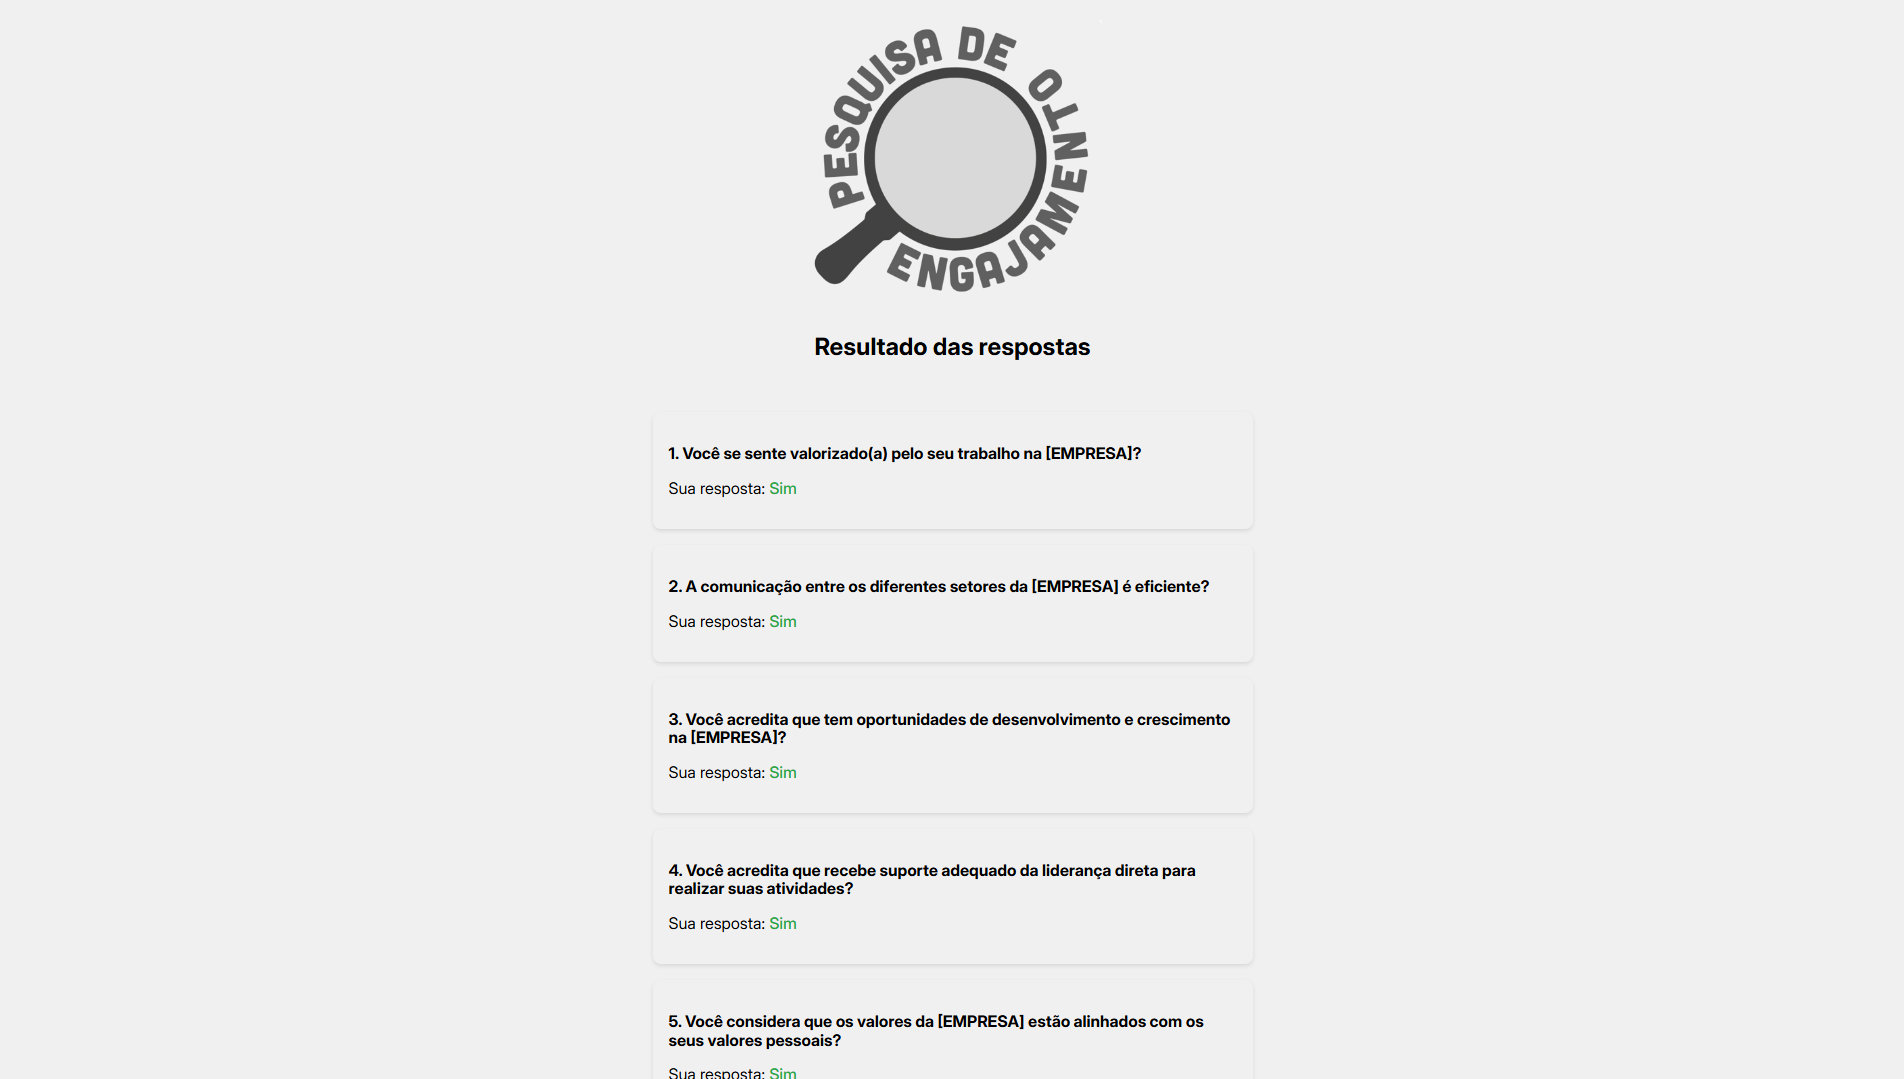 PESQUISA DE ENGAJAMENTO
Resultado das respostas
1. Você se sente valorizado(a) pelo seu trabalho na [EMPRESA]?
Sua resposta: Sim
2. A comunicação entre os diferentes setores da [EMPRESA] é eficiente?
Sua resposta: Sim
3. Você acredita que tem oportunidades de desenvolvimento e crescimento
na [EMPRESA]?
Sua resposta: Sim
4. Você acredita que recebe suporte adequado da liderança direta para
realizar suas atividades?
Sua resposta: Sim
5. Você considera que os valores da [EMPRESA] estão alinhados com os
seus valores pessoais?
Sua resposta: Sim